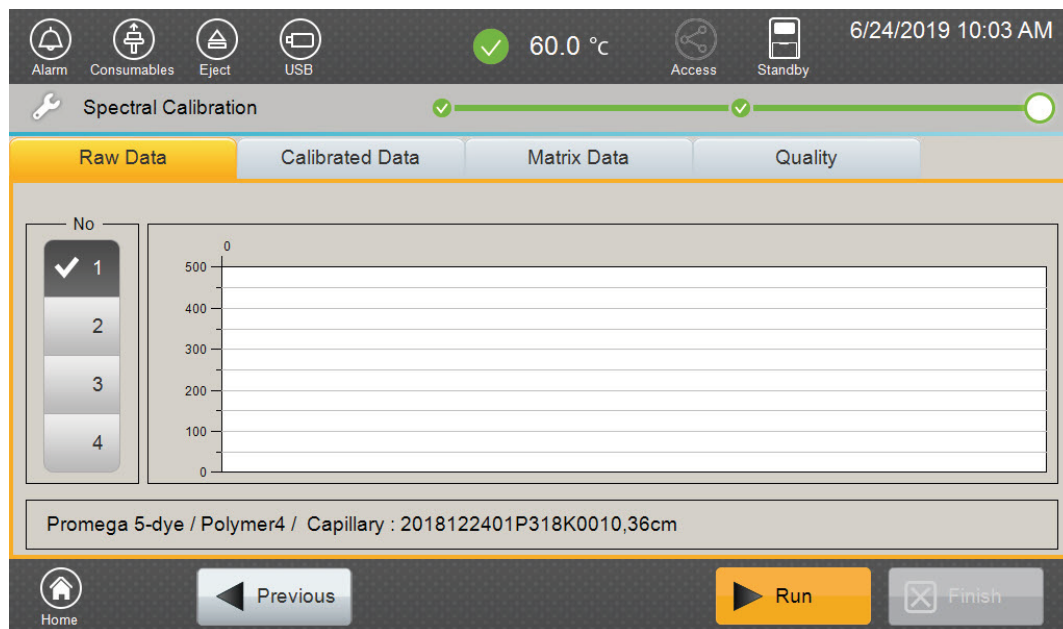 6/24/2019 10:03 AM
60.0 °c
Alarm
Consumables
Eject
USB
Access
Standby
Spectral Calibration
Raw Data
Calibrated Data
Matrix Data
Quality
No
1
2
3
4
0
500
400
300
200
100
0
Promega 5-dye / Polymer4 / Capillary : 2018122401P318K0010,36cm
Home
Previous
Run
Finish